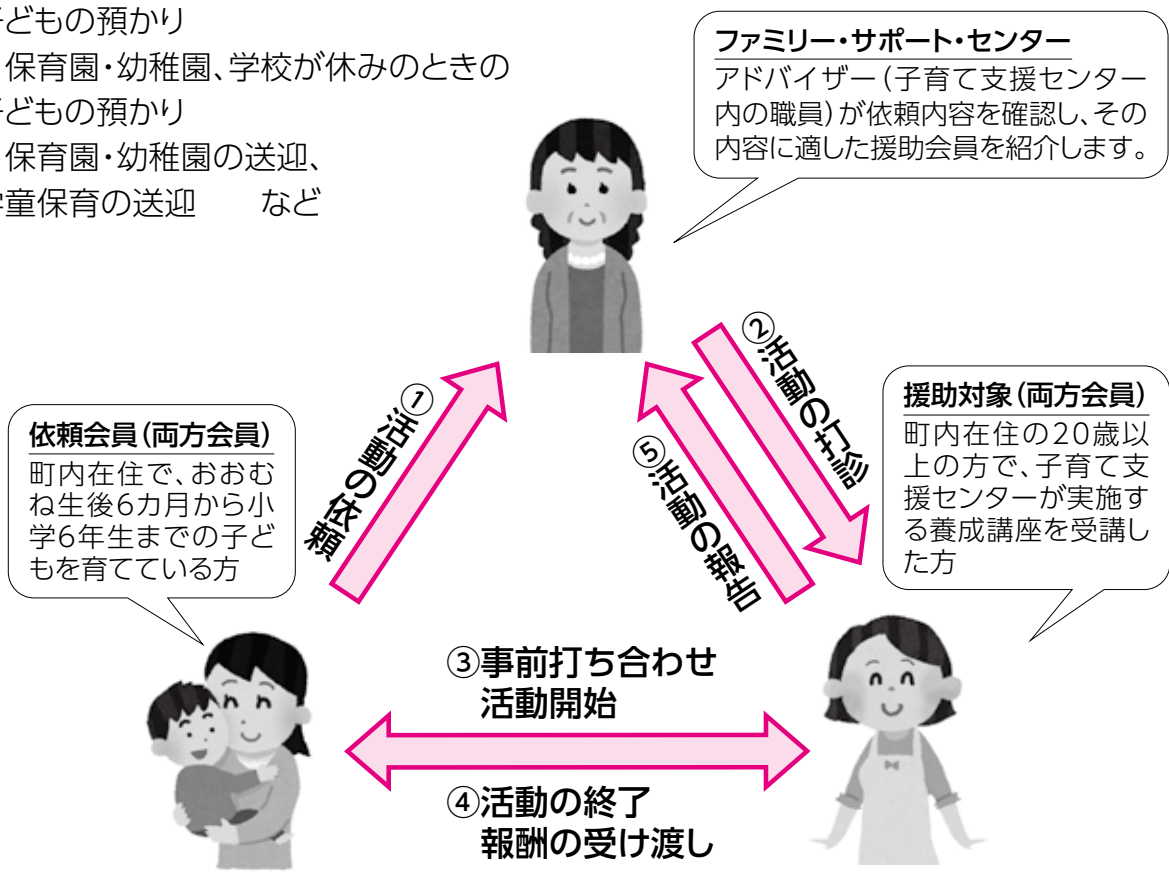 子どもの預かり
保育園・幼稚園、学校が休みのときの
子どもの預かり
保育園・幼稚園の送迎、
学童保育の送迎　　など
ファミリー・サポート・センター
アドバイザー(子育て支援センター
内の職員)が依頼内容を確認し、その
内容に適した援助会員を紹介します。
①活動の依頼
②活動の打診
⑤活動の報告
依頼会員(両方会員)
町内在住で、おおむ
ね生後6カ月から小
学6年生までの子ど
もを育てている方
援助対象(両方会員)
町内在住の20歳以
上の方で、子育て支
援センターが実施す
る養成講座を受講し
た方
③事前打ち合わせ
活動開始
④活動の終了
報酬の受け渡し